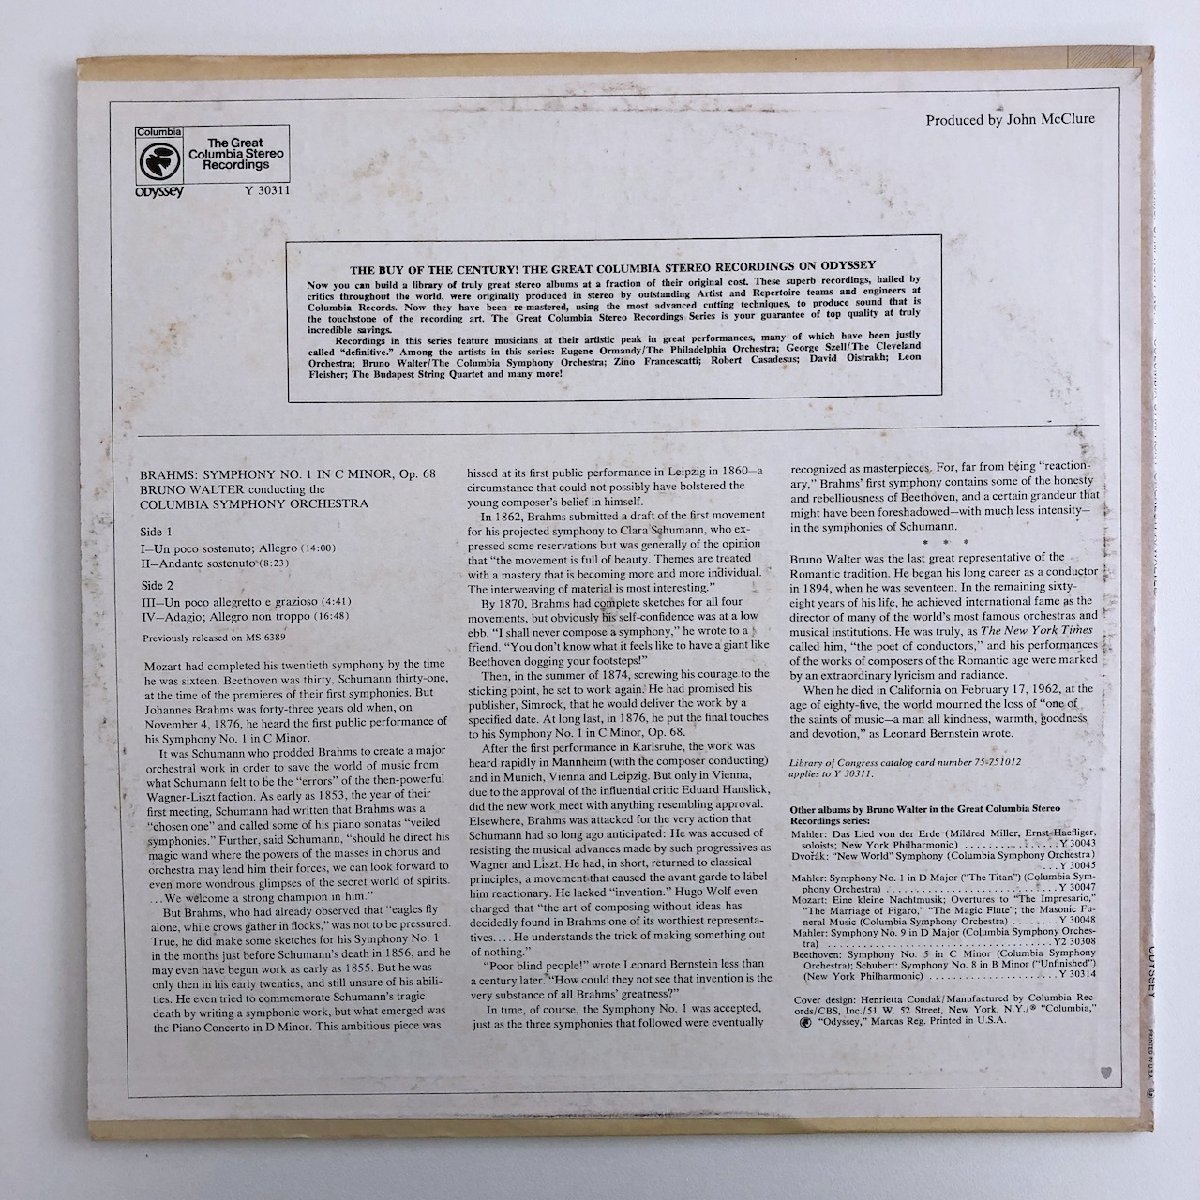 Columbia
The Great
Columbia Stereo
Recordings
ODYSSEY
Y 30311
Produced by John McClure
THE BUY OF THE CENTURY! THE GREAT COLUMBIA STEREO RECORDINGS ON ODYSSEY
Now you can build a library of truly great stereo albums at a fraction of their original cost. These superb recordings, hailed by
critics throughout the world, were originally produced in stereo by outstanding Artist and Repertoire teams and engineers at
Columbia Records. Now they have been re-mastered, using the most advanced cutting techniques, to produce sound that is
the touchstone of the recording art. The Great Columbia Stereo Recordings Series is your guarantee of top quality at truly
incredible savings.
Recordings in this series feature musicians at their artistic peak in great performances, many of which have been justly
called “definitive.” Among the artists in this series: Eugene Ormandy/The Philadelphia Orchestra; George Szell/The Cleveland
Orchestra; Bruno Walter/The Columbia Symphony Orchestra; Zino Francescatti; Robert Casadesus; David Oistrakh; Leon
Fleisher; The Budapest String Quartet and many more!
BRAHMS: SYMPHONY NO. 1 IN C MINOR, Op. 68
BRUNO WALTER conducting the
COLUMBIA SYMPHONY ORCHESTRA
Side 1
I—Un poco sostenuto; Allegro (14:00)
II—Andante sostenuto (8:23)
Side 2
III—Un poco allegretto e grazioso (4:41)
IV—Adagio; Allegro non troppo (16:48)
Previously released on MS 6389
Mozart had completed his twentieth symphony by the time
he was sixteen. Beethoven was thirty, Schumann thirty-one,
at the time of the premieres of their first symphonies. But
Johannes Brahms was forty-three years old when, on
November 4, 1876, he heard the first public performance of
his Symphony No. 1 in C Minor.
It was Schumann who prodded Brahms to create a major
orchestral work in order to save the world of music from
what Schumann felt to be the “errors” of the then-powerful
Wagner-Liszt faction. As early as 1853, the year of their
first meeting, Schumann had written that Brahms was a
“chosen one” and called some of his piano sonatas “veiled
symphonies.” Further, said Schumann, “should he direct his
magic wand where the powers of the masses in chorus and
orchestra may lend him their forces, we can look forward to
even more wondrous glimpses of the secret world of spirits.
. . . We welcome a strong champion in him.”
But Brahms, who had already observed that “eagles fly
alone, while crows gather in flocks,” was not to be pressured.
True, he did make some sketches for his Symphony No. 1
in the months just before Schumann's death in 1856, and he
may even have begun work as early as 1855. But he was
only then in his early twenties, and still unsure of his abili-
ties. He even tried to commemorate Schumann's tragic
death by writing a symphonic work, but what emerged was
the Piano Concerto in D Minor. This ambitious piece was
hissed at its first public performance in Leipzig in 1860—a
circumstance that could not possibly have bolstered the
young composer's belief in himself.
In 1862, Brahms submitted a draft of the first movement
for his projected symphony to Clara Schumann, who ex-
pressed some reservations but was generally of the opinion
that “the movement is full of beauty. Themes are treated
with a mastery that is becoming more and more individual.
The interweaving of material is most interesting.”
By 1870, Brahms had complete sketches for all four
movements, but obviously his self-confidence was at a low
ebb. “I shall never compose a symphony,” he wrote to a
friend. “You don't know what it feels like to have a giant like
Beethoven dogging your footsteps!”
Then, in the summer of 1874, screwing his courage to the
sticking point, he set to work again. He had promised his
publisher, Simrock, that he would deliver the work by a
specified date. At long last, in 1876, he put the final touches
to his Symphony No. 1 in C Minor, Op. 68.
After the first performance in Karlsruhe, the work was
heard rapidly in Mannheim (with the composer conducting)
and in Munich, Vienna and Leipzig. But only in Vienna,
due to the approval of the influential critic Eduard Hanslick,
did the new work meet with anything resembling approval.
Elsewhere, Brahms was attacked for the very action that
Schumann had so long ago anticipated: He was accused of
resisting the musical advances made by such progressives as
Wagner and Liszt. He had, in short, returned to classical
principles, a movement that caused the avant garde to label
him reactionary. He lacked “invention.” Hugo Wolf even
charged that “the art of composing without ideas has
decidedly found in Brahms one of its worthiest representa-
tives. . . . He understands the trick of making something out
of nothing.”
“Poor blind people!” wrote Leonard Bernstein less than
a century later. “How could they not see that invention is the
very substance of all Brahms' greatness?”
In time, of course, the Symphony No. 1 was accepted,
just as the three symphonies that followed were eventually
recognized as masterpieces. For, far from being “reaction-
ary,” Brahms' first symphony contains some of the honesty
and rebelliousness of Beethoven, and a certain grandeur that
might have been foreshadowed—with much less intensity—
in the symphonies of Schumann.
* * *
Bruno Walter was the last great representative of the
Romantic tradition. He began his long career as a conductor
in 1894, when he was seventeen. In the remaining sixty-
eight years of his life, he achieved international fame as the
director of many of the world's most famous orchestras and
musical institutions. He was truly, as The New York Times
called him, “the poet of conductors,” and his performances
of the works of composers of the Romantic age were marked
by an extraordinary lyricism and radiance.
When he died in California on February 17, 1962, at the
age of eighty-five, the world mourned the loss of “one of
the saints of music—a man all kindness, warmth, goodness
and devotion,” as Leonard Bernstein wrote.
Library of Congress catalog card number 75-751012
applies to Y 30311.
Other albums by Bruno Walter in the Great Columbia Stereo
Recordings series:
Mahler: Das Lied von der Erde (Mildred Miller, Ernst Haefliger,
soloists; New York Philharmonic) . . . . . . . . . . . . . Y 30043
Dvořák: “New World” Symphony (Columbia Symphony Orchestra)
. . Y 30045
Mahler: Symphony No. 1 in D Major (“The Titan”) (Columbia Sym-
phony Orchestra) . . . . . . . . . . . . . . . . . . . . Y 30047
Mozart: Eine kleine Nachtmusik; Overtures to “The Impresario,”
“The Marriage of Figaro,” “The Magic Flute”; the Masonic Fu-
neral Music (Columbia Symphony Orchestra) . . . . . . Y 30048
Mahler: Symphony No. 9 in D Major (Columbia Symphony Orches-
tra) . . . . . . . . . . . . . . . . . . . . . . . . . Y2 30308
Beethoven: Symphony No. 5 in C Minor (Columbia Symphony
Orchestra); Schubert: Symphony No. 8 in B Minor (“Unfinished”)
(New York Philharmonic) . . . . . . . . . . . . . . . . Y 30314
Cover design: Henrietta Condak/Manufactured by Columbia Rec-
ords/CBS, Inc./51 W. 52 Street, New York, N.Y./® “Columbia,”
“Odyssey,” Marcas Reg. Printed in U.S.A.
ODYSSEY
PRINTED IN U.S.A.